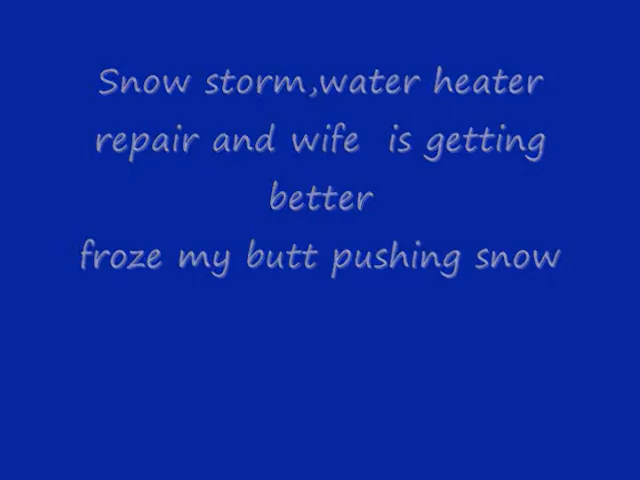 Snow storm,water heater
repair and wife  is getting
better
froze my butt pushing snow